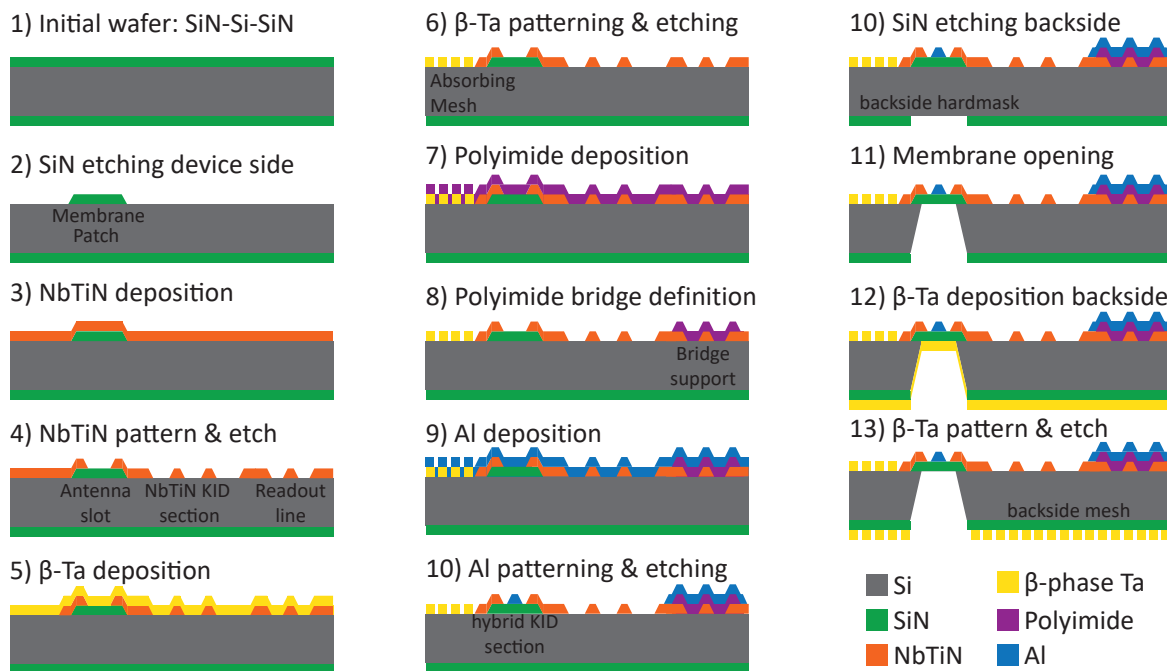 1) Initial wafer: SiN-Si-SiN
2) SiN etching device side
Membrane
Patch
3) NbTiN deposition
4) NbTiN pattern & etch
Antenna
slot
NbTiN KID
section
Readout
line
5) β-Ta deposition
6) β-Ta patterning & etching
Absorbing
Mesh
7) Polyimide deposition
8) Polyimide bridge definition
Bridge
support
9) Al deposition
10) Al patterning & etching
hybrid KID
section
10) SiN etching backside
backside hardmask
11) Membrane opening
12) β-Ta deposition backside
13) β-Ta pattern & etch
backside mesh
Si
SiN
NbTiN
β-phase Ta
Polyimide
Al